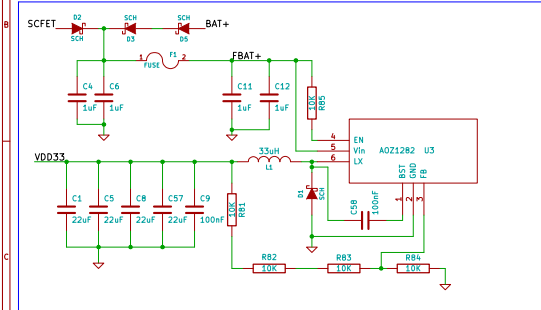 B
SCFET
D2
SCH
SCH
D3
SCH
D5
BAT+
1
F1
2
FUSE
FBAT+
C4
1uF
C6
1uF
C11
1uF
C12
1uF
10K
R85
4
5
6
EN
Vin
LX
AOZ1282
U3
BST
GND
FB
1
2
3
VDD33
33uH
L1
C1
22uF
C5
22uF
C8
22uF
C57
22uF
C9
100nF
10K
R81
D1
SCH
C58
100nF
C
R82
10K
R83
10K
R84
10K